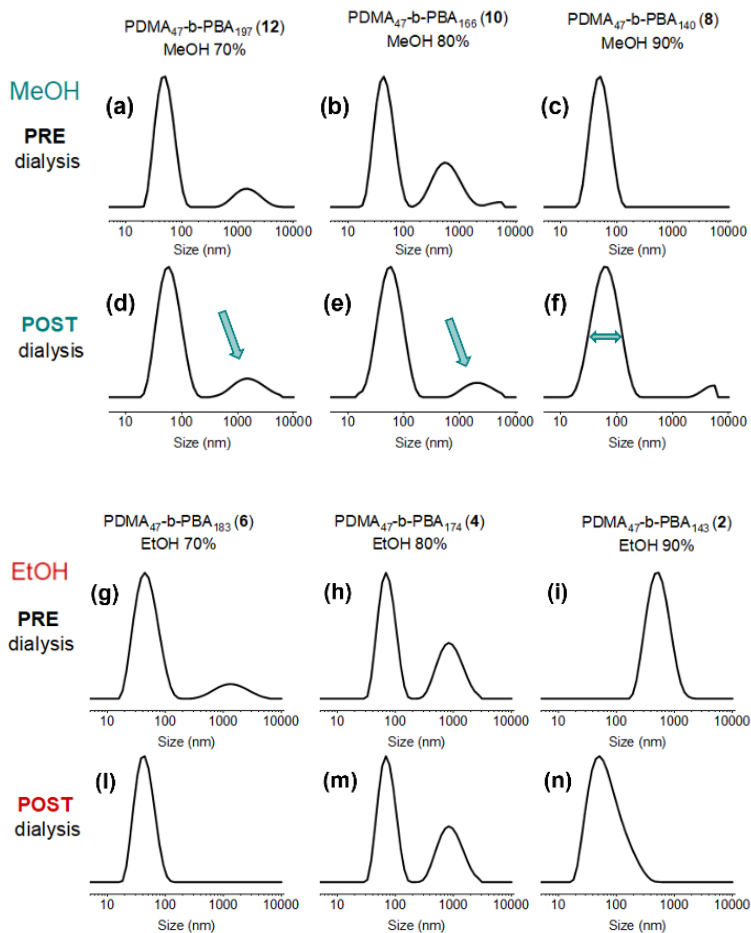 PDMA₄₇-b-PBA₁₉₇ (12)
MeOH 70%
PDMA₄₇-b-PBA₁₆₆ (10)
MeOH 80%
PDMA₄₇-b-PBA₁₄₀ (8)
MeOH 90%
MeOH
PRE
dialysis
(a)
(b)
(c)
10 100 1000 10000
Size (nm)
10 100 1000 10000
Size (nm)
10 100 1000 10000
Size (nm)
POST
dialysis
(d)
(e)
(f)
10 100 1000 10000
Size (nm)
10 100 1000 10000
Size (nm)
10 100 1000 10000
Size (nm)
PDMA₄₇-b-PBA₁₈₃ (6)
EtOH 70%
PDMA₄₇-b-PBA₁₇₄ (4)
EtOH 80%
PDMA₄₇-b-PBA₁₄₃ (2)
EtOH 90%
EtOH
PRE
dialysis
(g)
(h)
(i)
10 100 1000 10000
Size (nm)
10 100 1000 10000
Size (nm)
10 100 1000 10000
Size (nm)
POST
dialysis
(l)
(m)
(n)
10 100 1000 10000
Size (nm)
10 100 1000 10000
Size (nm)
10 100 1000 10000
Size (nm)